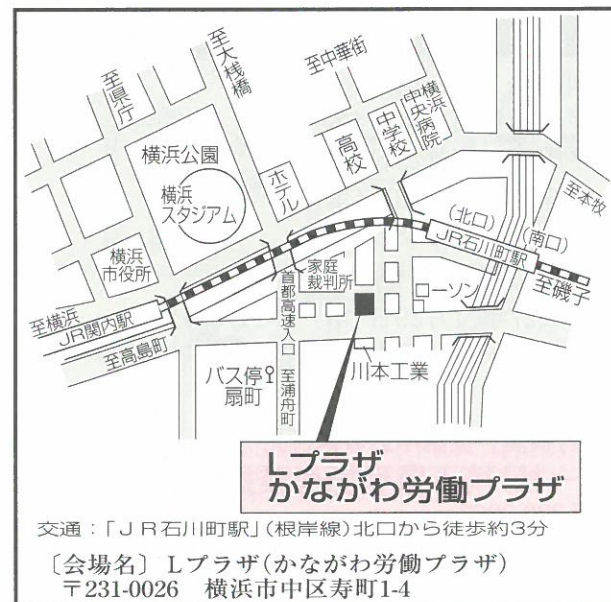 至県庁
至大桟橋
至中華街
横浜公園
横浜
スタジアム
ホテル
高校
中学校
横浜
中央病院
至本牧
横浜
市役所
(北口)
JR石川町駅
(南口)
至磯子
家庭
裁判所
首都高速入口
ローソン
至横浜
JR関内駅
至高島町
バス停
扇町
至浦舟町
川本工業
Lプラザ
かながわ労働プラザ
交通:「JR石川町駅」(根岸線)北口から徒歩約3分
〔会場名〕Lプラザ(かながわ労働プラザ)
〒231-0026 横浜市中区寿町1-4